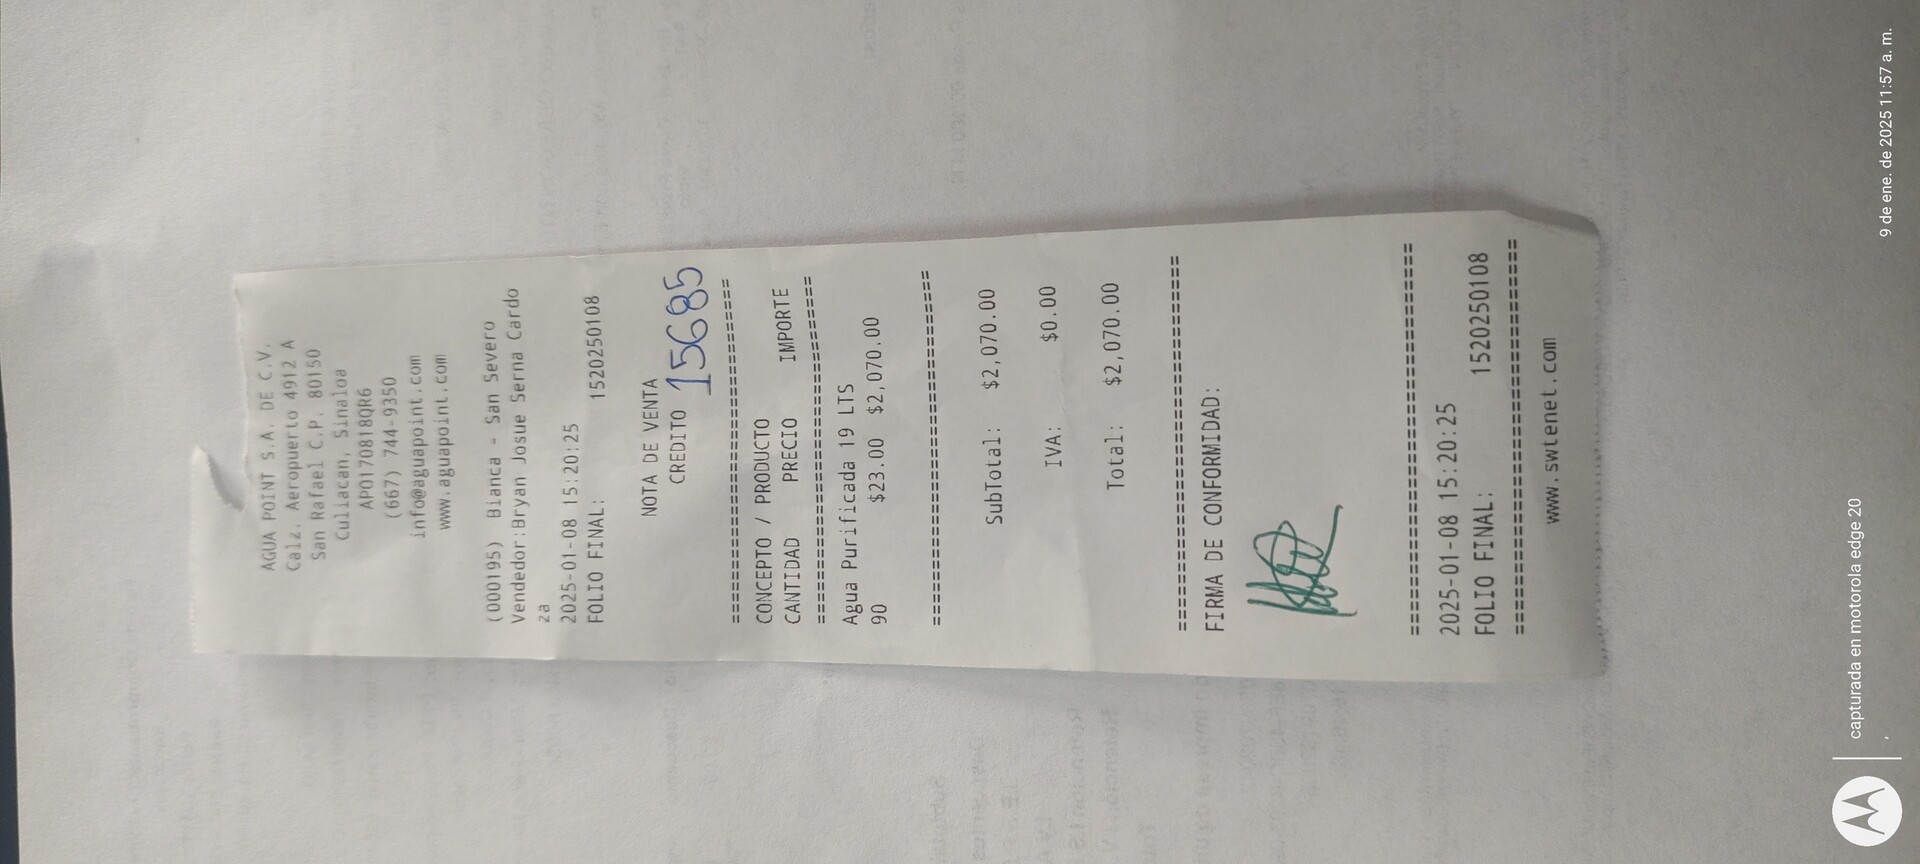 AGUA POINT S.A. DE C.V.
Calz. Aeropuerto 4912 A
San Rafael C.P. 80150
Culiacan, Sinaloa
APO170818QR6
(667) 744-9350
info@aguapoint.com
www.aguapoint.com
(000195) Bianca - San Severo
Vendedor:Bryan Josue Serna Cardo
za
2025-01-08 15:20:25
FOLIO FINAL: 1520250108
NOTA DE VENTA
CREDITO 15685
================================
CONCEPTO / PRODUCTO
CANTIDAD PRECIO IMPORTE
================================
Agua Purificada 19 LTS
90 $23.00 $2,070.00
================================
SubTotal: $2,070.00
IVA: $0.00
Total: $2,070.00
================================
FIRMA DE CONFORMIDAD:
================================
2025-01-08 15:20:25
FOLIO FINAL: 1520250108
================================
www.swtenet.com
capturada en motorola edge 20
9 de ene. de 2025 11:57 a. m.